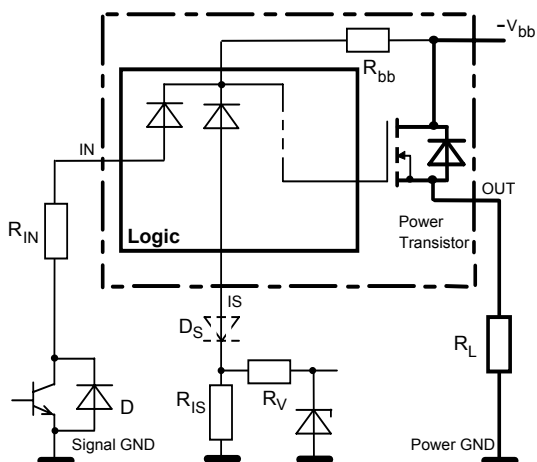 −Vbb
Rbb
IN
OUT
RIN
Logic
Power
Transistor
IS
DS
RL
D
RIS
RV
Signal GND
Power GND